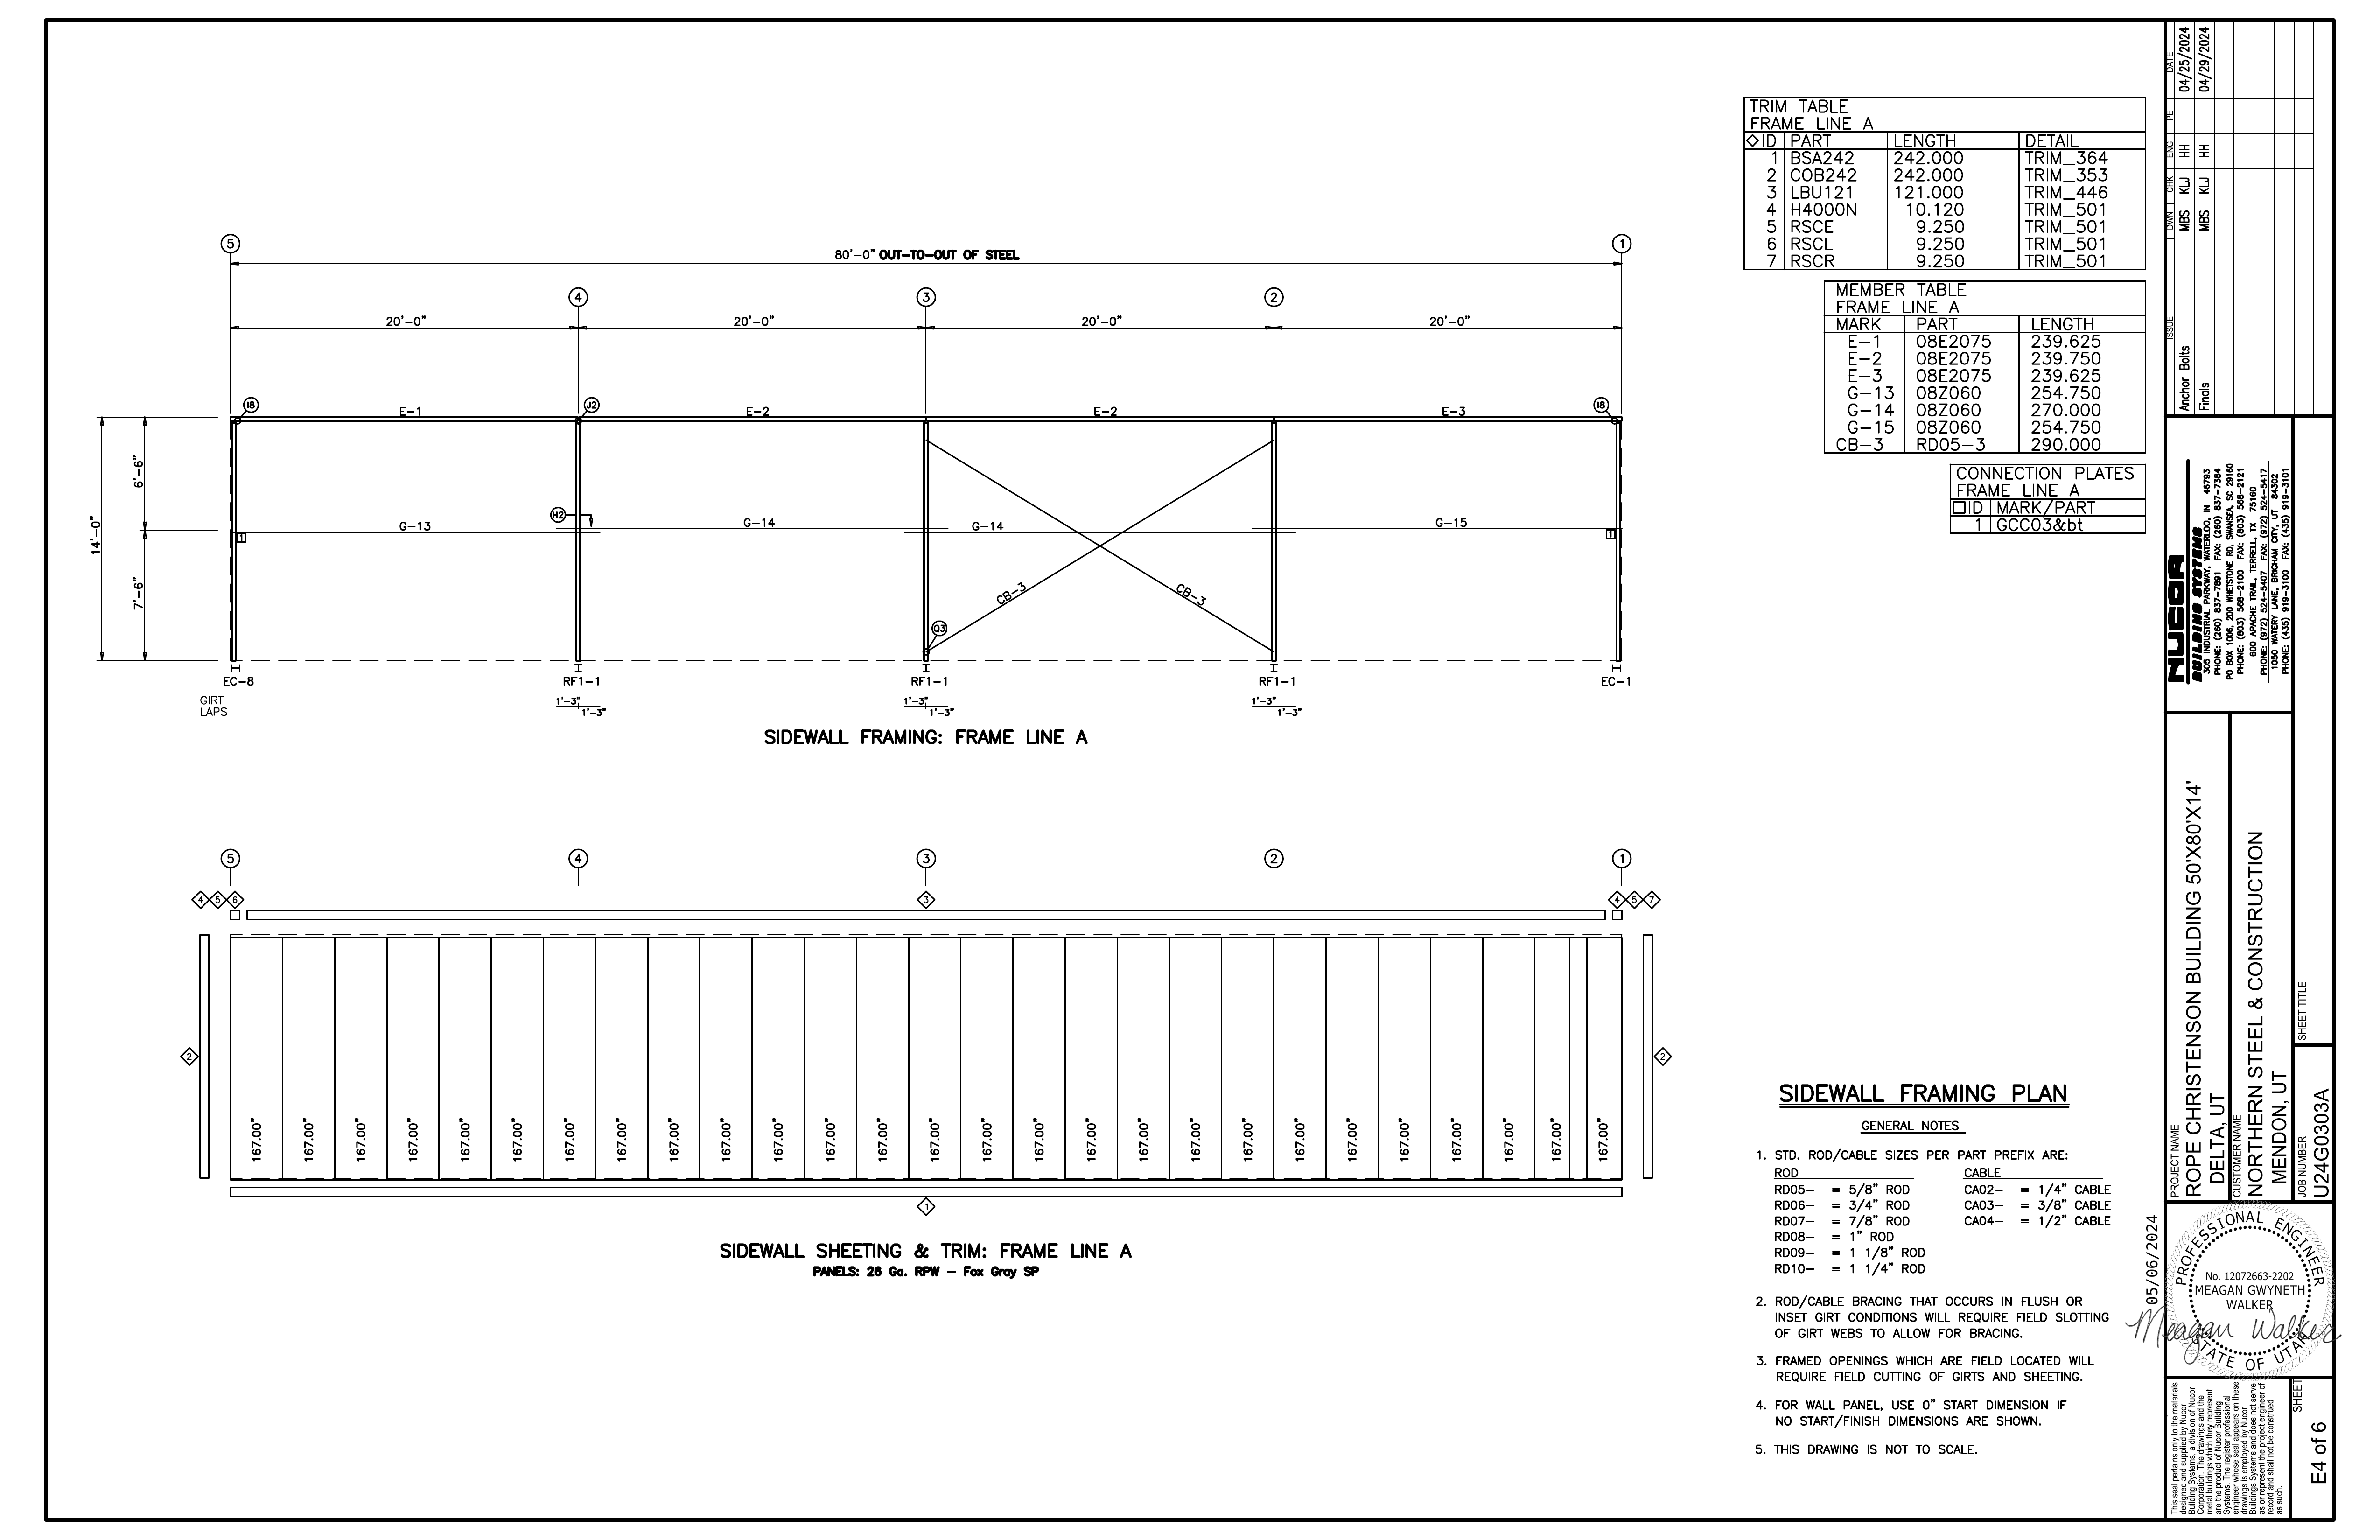 TRIM TABLE
FRAME LINE A
◇ID PART LENGTH DETAIL
1 BSA242 242.000 TRIM_364
2 COB242 242.000 TRIM_353
3 LBU121 121.000 TRIM_446
4 H4000N 10.120 TRIM_501
5 RSCE 9.250 TRIM_501
6 RSCL 9.250 TRIM_501
7 RSCR 9.250 TRIM_501
MEMBER TABLE
FRAME LINE A
MARK PART LENGTH
E-1 08E2075 239.625
E-2 08E2075 239.750
E-3 08E2075 239.625
G-13 08Z060 254.750
G-14 08Z060 270.000
G-15 08Z060 254.750
CB-3 RD05-3 290.000
CONNECTION PLATES
FRAME LINE A
□ID MARK/PART
1 GCC03&bt
5 1
80'-0" OUT-TO-OUT OF STEEL
4 3 2
20'-0" 20'-0" 20'-0" 20'-0"
I8 E-1 J2 E-2 E-2 E-3 I8
6'-6"
14'-0"
7'-6"
H2
1 G-13 G-14 G-14 G-15 1
CB-3 CB-3
Q3
EC-8 RF1-1 RF1-1 RF1-1 EC-1
GIRT
LAPS
1'-3" 1'-3" 1'-3" 1'-3" 1'-3" 1'-3"
SIDEWALL FRAMING: FRAME LINE A
5 4 3 2 1
4 5 6 3 4 5 7
2 2
167.00" 167.00" 167.00" 167.00" 167.00" 167.00" 167.00" 167.00" 167.00" 167.00" 167.00" 167.00" 167.00" 167.00" 167.00" 167.00" 167.00" 167.00" 167.00" 167.00" 167.00" 167.00" 167.00" 167.00" 167.00" 167.00" 167.00"
1
SIDEWALL SHEETING & TRIM: FRAME LINE A
PANELS: 26 Ga. RPW - Fox Gray SP
SIDEWALL FRAMING PLAN
GENERAL NOTES
1. STD. ROD/CABLE SIZES PER PART PREFIX ARE:
ROD CABLE
RD05- = 5/8" ROD CA02- = 1/4" CABLE
RD06- = 3/4" ROD CA03- = 3/8" CABLE
RD07- = 7/8" ROD CA04- = 1/2" CABLE
RD08- = 1" ROD
RD09- = 1 1/8" ROD
RD10- = 1 1/4" ROD
2. ROD/CABLE BRACING THAT OCCURS IN FLUSH OR
INSET GIRT CONDITIONS WILL REQUIRE FIELD SLOTTING
OF GIRT WEBS TO ALLOW FOR BRACING.
3. FRAMED OPENINGS WHICH ARE FIELD LOCATED WILL
REQUIRE FIELD CUTTING OF GIRTS AND SHEETING.
4. FOR WALL PANEL, USE 0" START DIMENSION IF
NO START/FINISH DIMENSIONS ARE SHOWN.
5. THIS DRAWING IS NOT TO SCALE.
ISSUE DWN CHK ENG PE DATE
Anchor Bolts MBS KLJ HH 04/25/2024
Finals MBS KLJ HH 04/29/2024
NUCOR
BUILDING SYSTEMS
305 INDUSTRIAL PARKWAY, WATERLOO, IN 46793
PHONE: (260) 837-7891 FAX: (260) 837-7384
PO BOX 1006, 200 WHETSTONE RD, SWANSEA, SC 29160
PHONE: (803) 568-2100 FAX: (803) 568-2121
600 APACHE TRAIL, TERRELL, TX 75160
PHONE: (972) 524-5407 FAX: (972) 524-5417
1050 WATERY LANE, BRIGHAM CITY, UT 84302
PHONE: (435) 919-3100 FAX: (435) 919-3101
PROJECT NAME
ROPE CHRISTENSON BUILDING 50'X80'X14'
DELTA, UT
CUSTOMER NAME
NORTHERN STEEL & CONSTRUCTION
MENDON, UT
SHEET TITLE
JOB NUMBER
U24G0303A
05/06/2024
PROFESSIONAL ENGINEER
No. 12072663-2202
MEAGAN GWYNETH
WALKER
Meagan Walker
STATE OF UTAH
This seal pertains only to the materials
designed and supplied by Nucor
Building Systems, a division of Nucor
Corporation. The drawings and the
metal buildings which they represent
are the product of Nucor Building
Systems. The register professional
engineer whose seal appears on these
drawings is employed by Nucor
Buildings Systems and does not serve
as or represent the project engineer of
record and shall not be construed
as such.
SHEET
E4 of 6